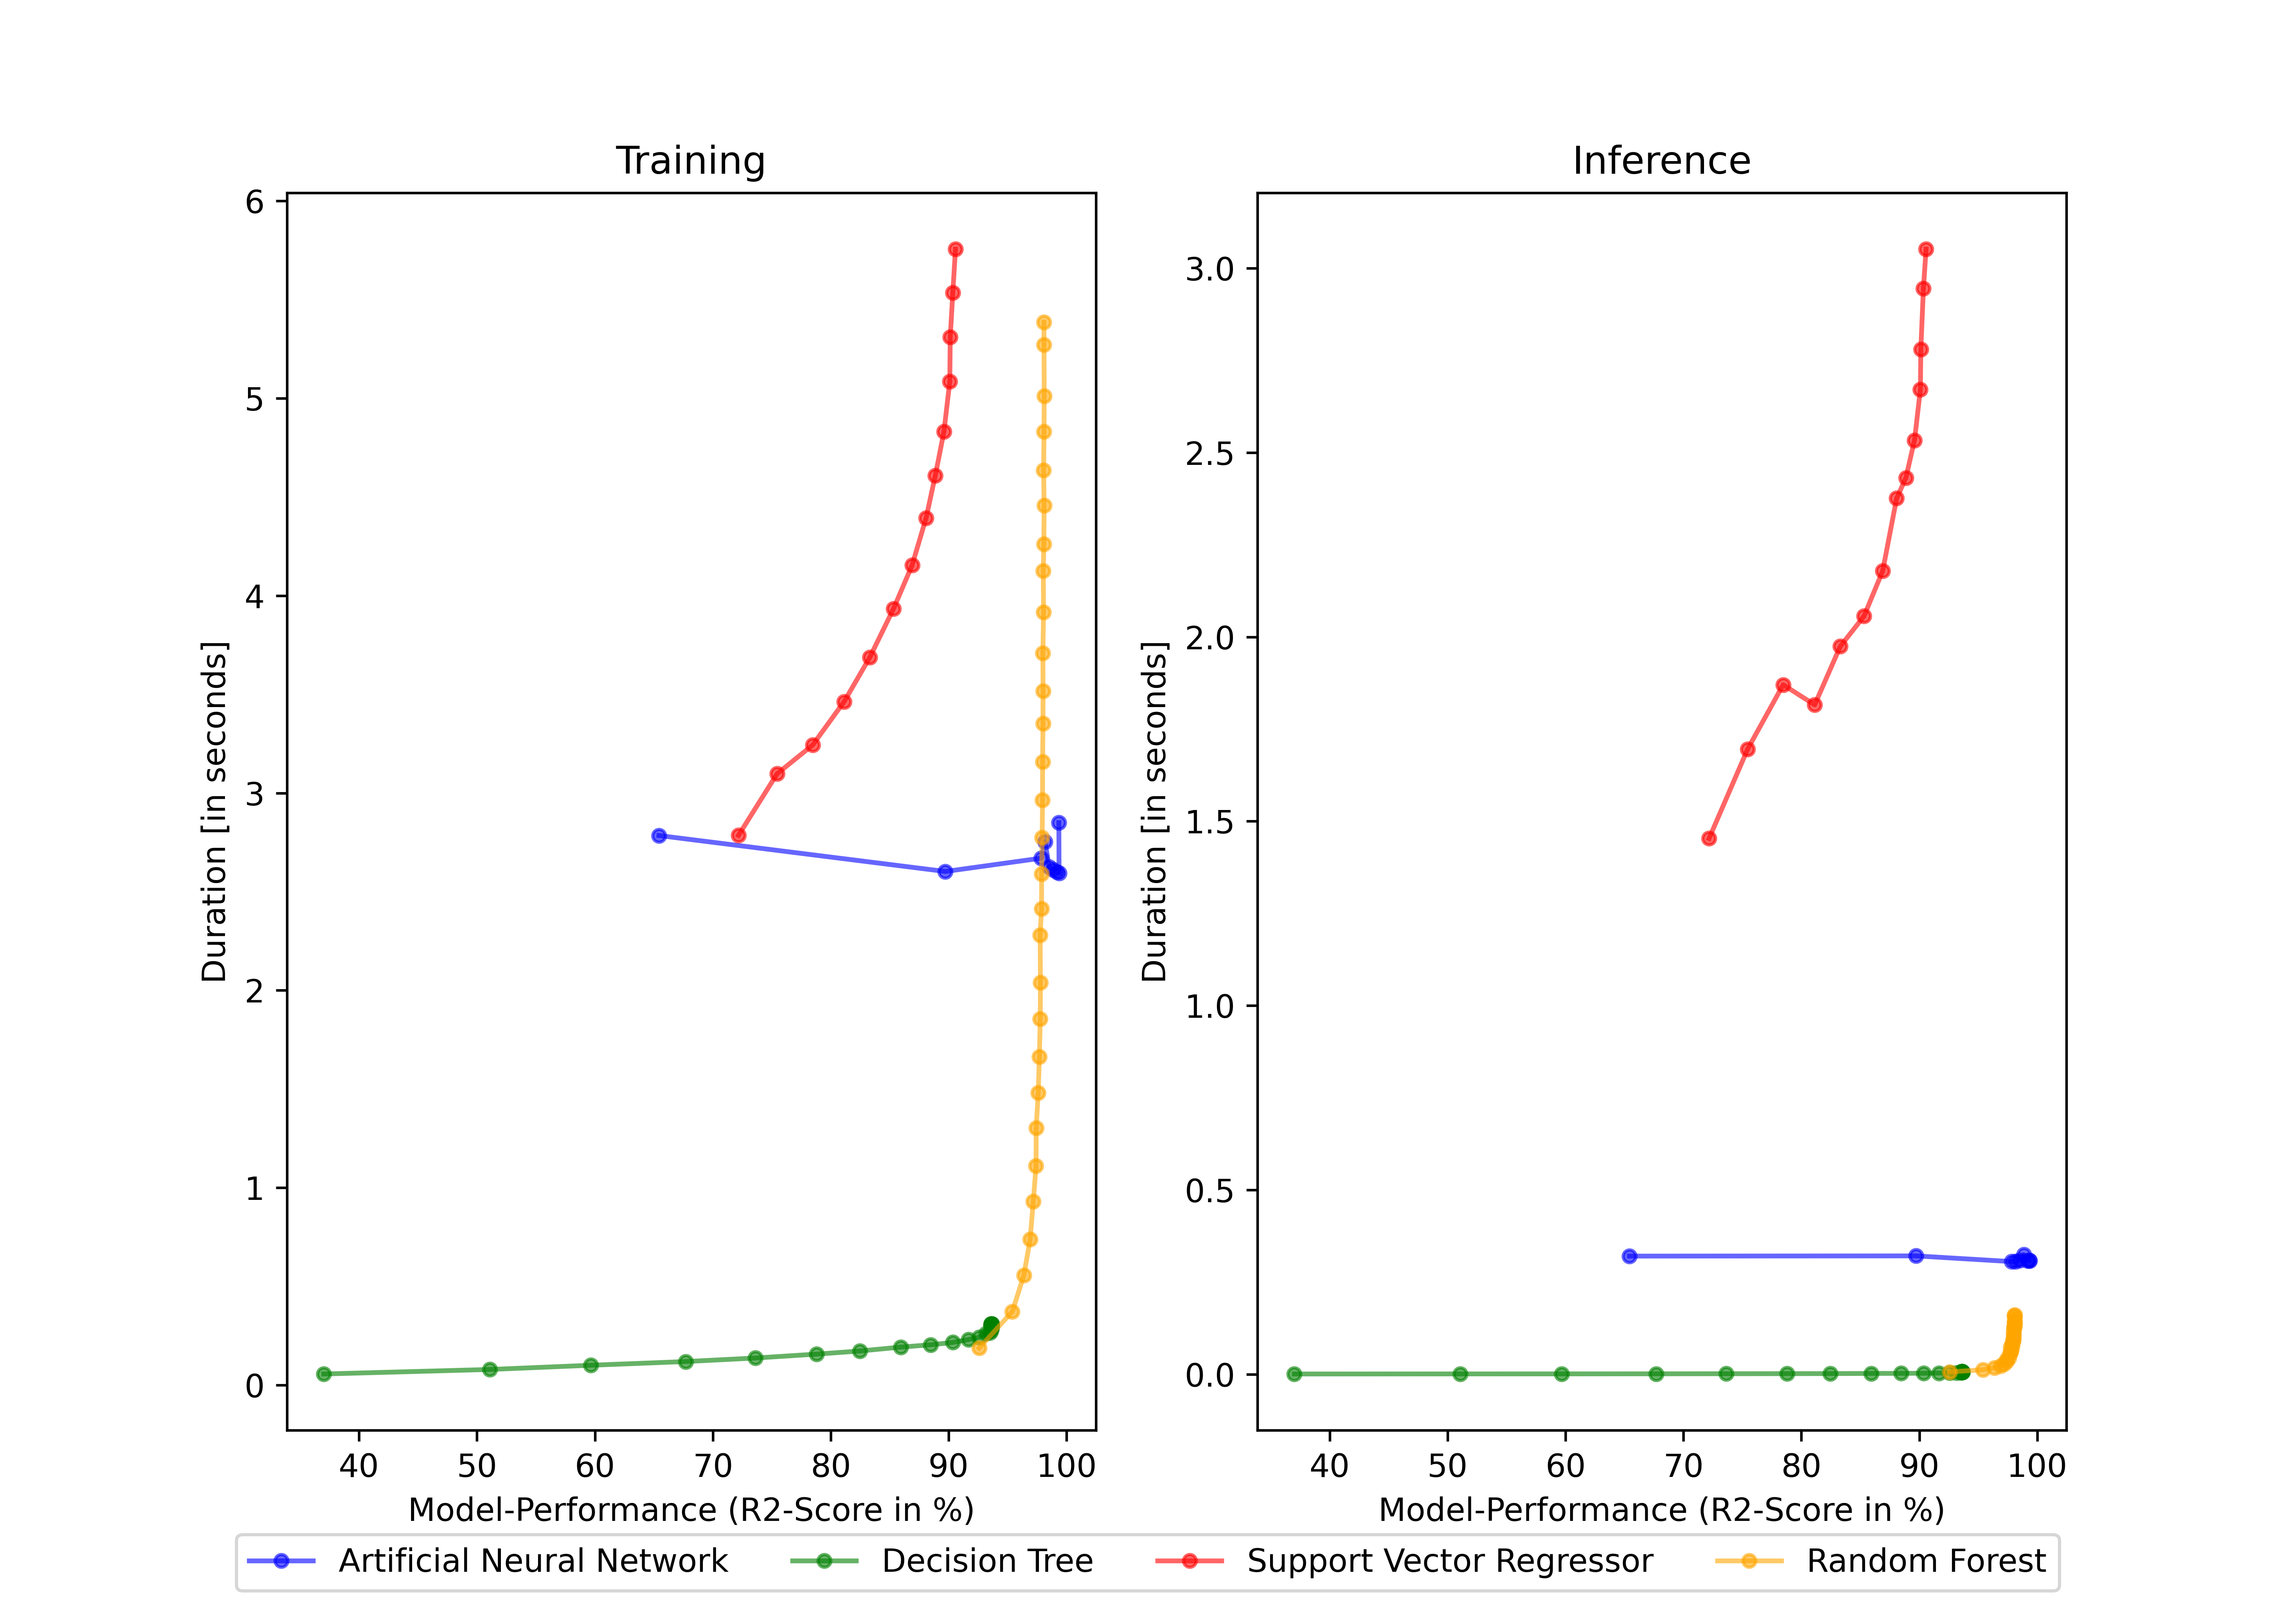 Training
6
5
4
3
2
1
0
Duration [in seconds]
40 50 60 70 80 90 100
Model-Performance (R2-Score in %)
Inference
3.0
2.5
2.0
1.5
1.0
0.5
0.0
Duration [in seconds]
40 50 60 70 80 90 100
Model-Performance (R2-Score in %)
Artificial Neural Network Decision Tree Support Vector Regressor Random Forest